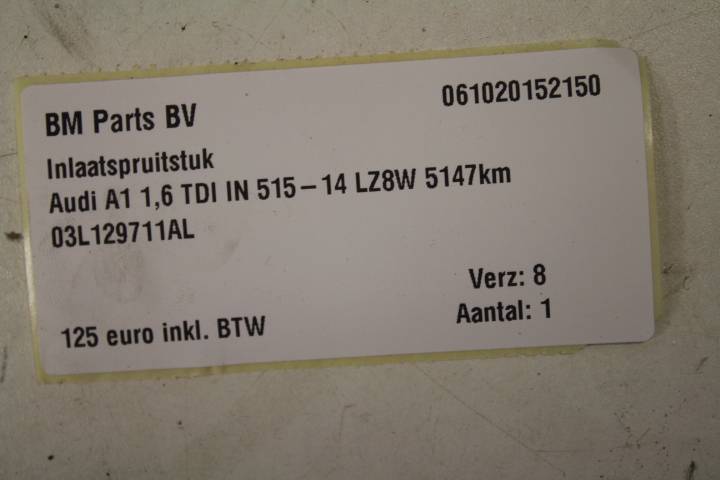 BM Parts BV
061020152150
Inlaatspruitstuk
Audi A1 1,6 TDI IN 515-14 LZ8W 5147km
03L129711AL
Verz: 8
125 euro inkl. BTW
Aantal: 1